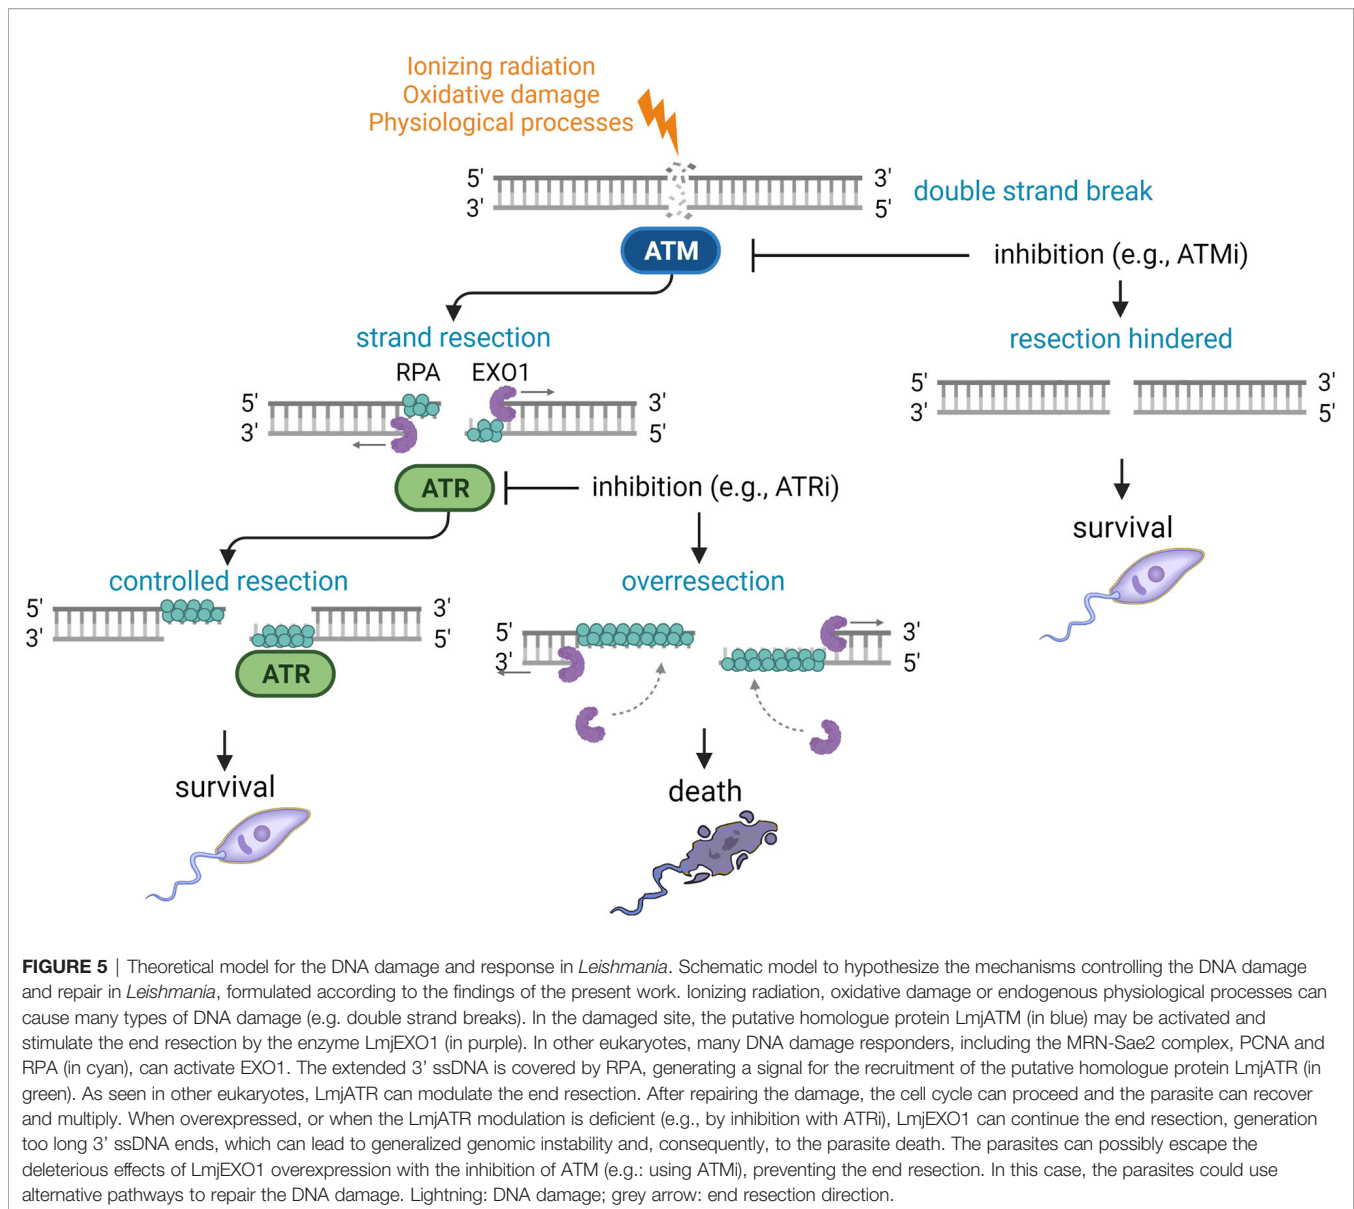 Ionizing radiation
Oxidative damage
Physiological processes
5' 3'
3' 5'
double strand break
ATM
inhibition (e.g., ATMi)
strand resection
resection hindered
RPA EXO1
5' 3'
3' 5'
5' 3'
3' 5'
ATR
inhibition (e.g., ATRi)
survival
controlled resection
overresection
5' 3'
3' 5'
ATR
5' 3'
3' 5'
survival
death
FIGURE 5 | Theoretical model for the DNA damage and response in Leishmania. Schematic model to hypothesize the mechanisms controlling the DNA damage
and repair in Leishmania, formulated according to the findings of the present work. Ionizing radiation, oxidative damage or endogenous physiological processes can
cause many types of DNA damage (e.g. double strand breaks). In the damaged site, the putative homologue protein LmjATM (in blue) may be activated and
stimulate the end resection by the enzyme LmjEXO1 (in purple). In other eukaryotes, many DNA damage responders, including the MRN-Sae2 complex, PCNA and
RPA (in cyan), can activate EXO1. The extended 3’ ssDNA is covered by RPA, generating a signal for the recruitment of the putative homologue protein LmjATR (in
green). As seen in other eukaryotes, LmjATR can modulate the end resection. After repairing the damage, the cell cycle can proceed and the parasite can recover
and multiply. When overexpressed, or when the LmjATR modulation is deficient (e.g., by inhibition with ATRi), LmjEXO1 can continue the end resection, generation
too long 3’ ssDNA ends, which can lead to generalized genomic instability and, consequently, to the parasite death. The parasites can possibly escape the
deleterious effects of LmjEXO1 overexpression with the inhibition of ATM (e.g.: using ATMi), preventing the end resection. In this case, the parasites could use
alternative pathways to repair the DNA damage. Lightning: DNA damage; grey arrow: end resection direction.